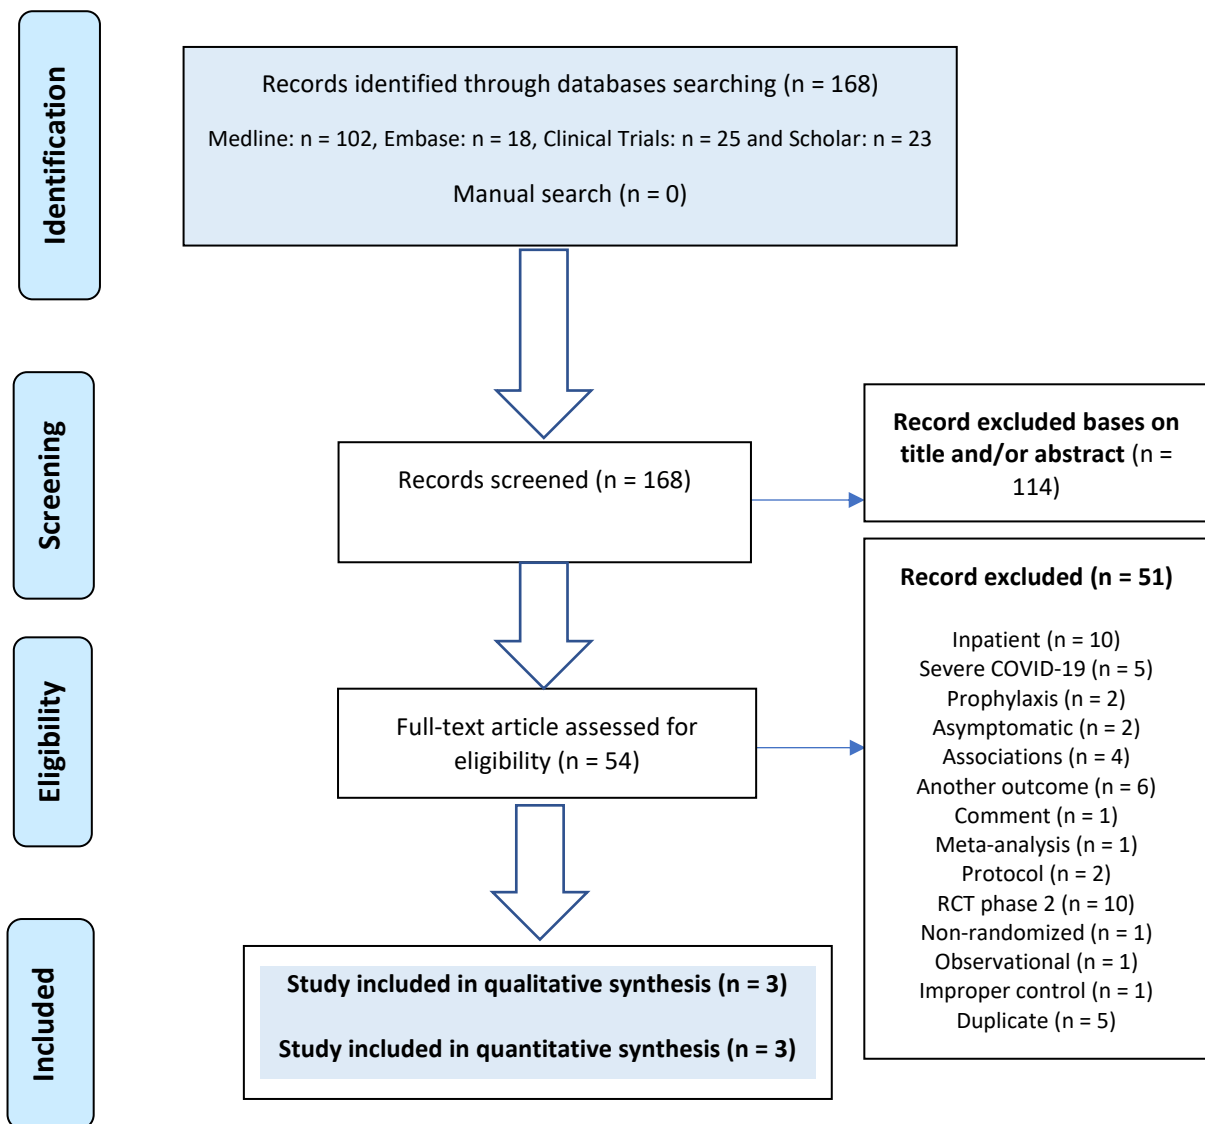 Identification
Records identified through databases searching (n = 168)
Medline: n = 102, Embase: n = 18, Clinical Trials: n = 25 and Scholar: n = 23
Manual search (n = 0)
Screening
Records screened (n = 168)
Record excluded bases on
title and/or abstract (n =
114)
Eligibility
Full-text article assessed for
eligibility (n = 54)
Record excluded (n = 51)
Inpatient (n = 10)
Severe COVID-19 (n = 5)
Prophylaxis (n = 2)
Asymptomatic (n = 2)
Associations (n = 4)
Another outcome (n = 6)
Comment (n = 1)
Meta-analysis (n = 1)
Protocol (n = 2)
RCT phase 2 (n = 10)
Non-randomized (n = 1)
Observational (n = 1)
Improper control (n = 1)
Duplicate (n = 5)
Included
Study included in qualitative synthesis (n = 3)
Study included in quantitative synthesis (n = 3)